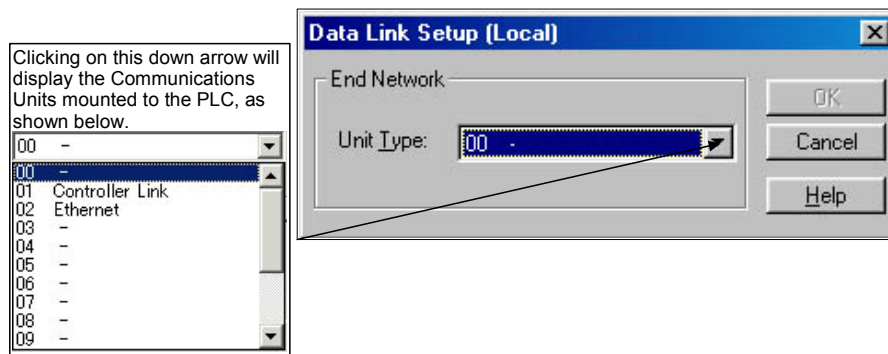 Clicking on this down arrow will
display the Communications
Units mounted to the PLC, as
shown below.
00 –
00 –
01 Controller Link
02 Ethernet
03 –
04 –
05 –
06 –
07 –
08 –
09 –
Data Link Setup (Local)
End Network
Unit Type:
00 -
OK
Cancel
Help